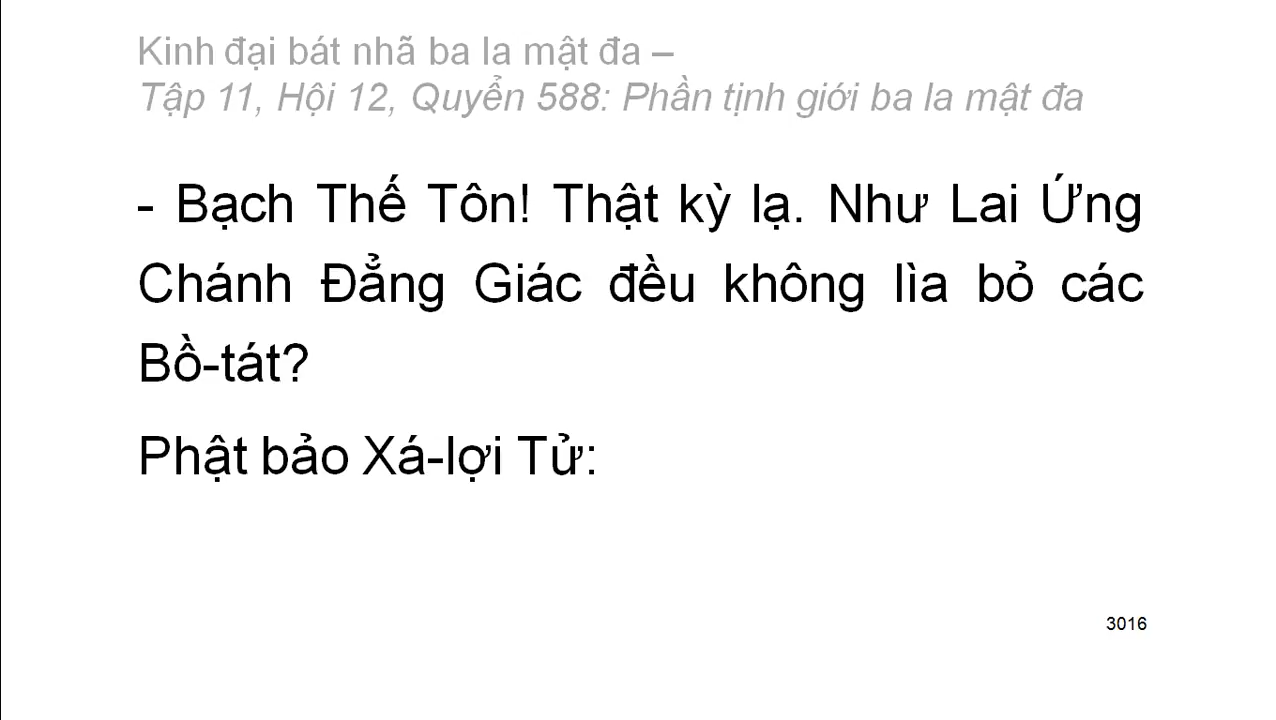 Kinh đại bát nhã ba la mật đa –
Tập 11, Hội 12, Quyển 588: Phần tịnh giới ba la mật đa
- Bạch Thế Tôn! Thật kỳ lạ. Như Lai Ứng
Chánh Đẳng Giác đều không lìa bỏ các
Bồ-tát?
Phật bảo Xá-lợi Tử:
3016